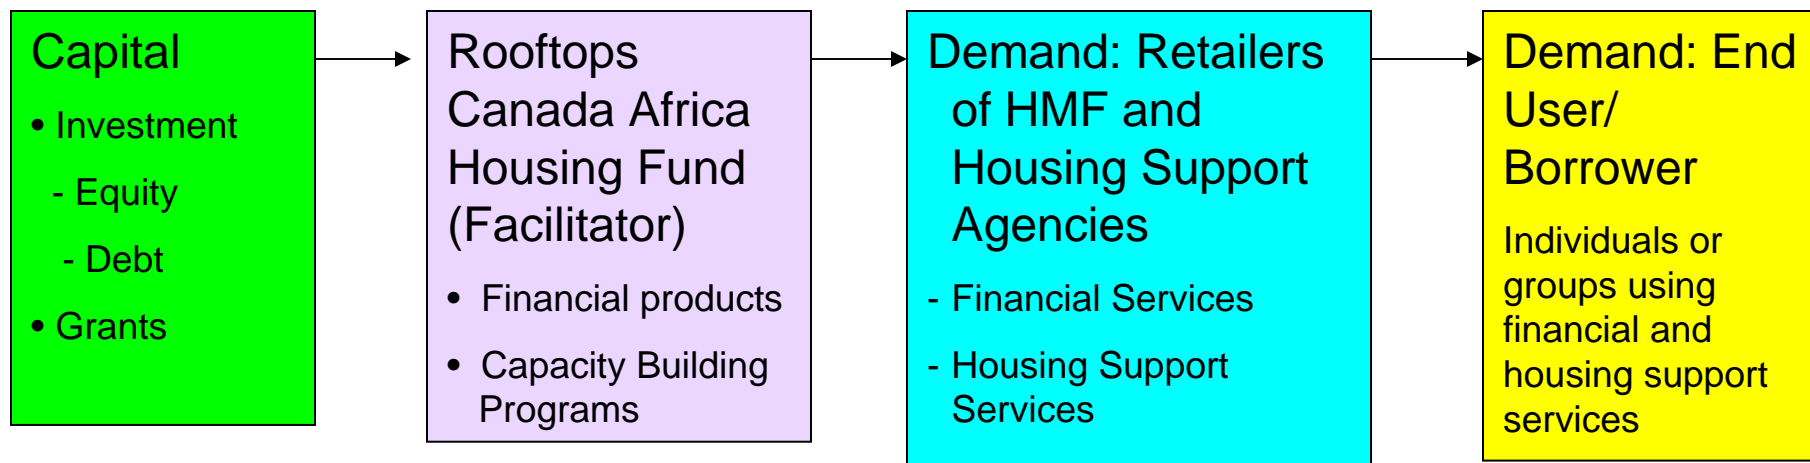 Capital
• Investment
- Equity
- Debt
• Grants
Rooftops
Canada Africa
Housing Fund
(Facilitator)
• Financial products
• Capacity Building
Programs
Demand: Retailers
of HMF and
Housing Support
Agencies
- Financial Services
- Housing Support
Services
Demand: End
User/
Borrower
Individuals or
groups using
financial and
housing support
services